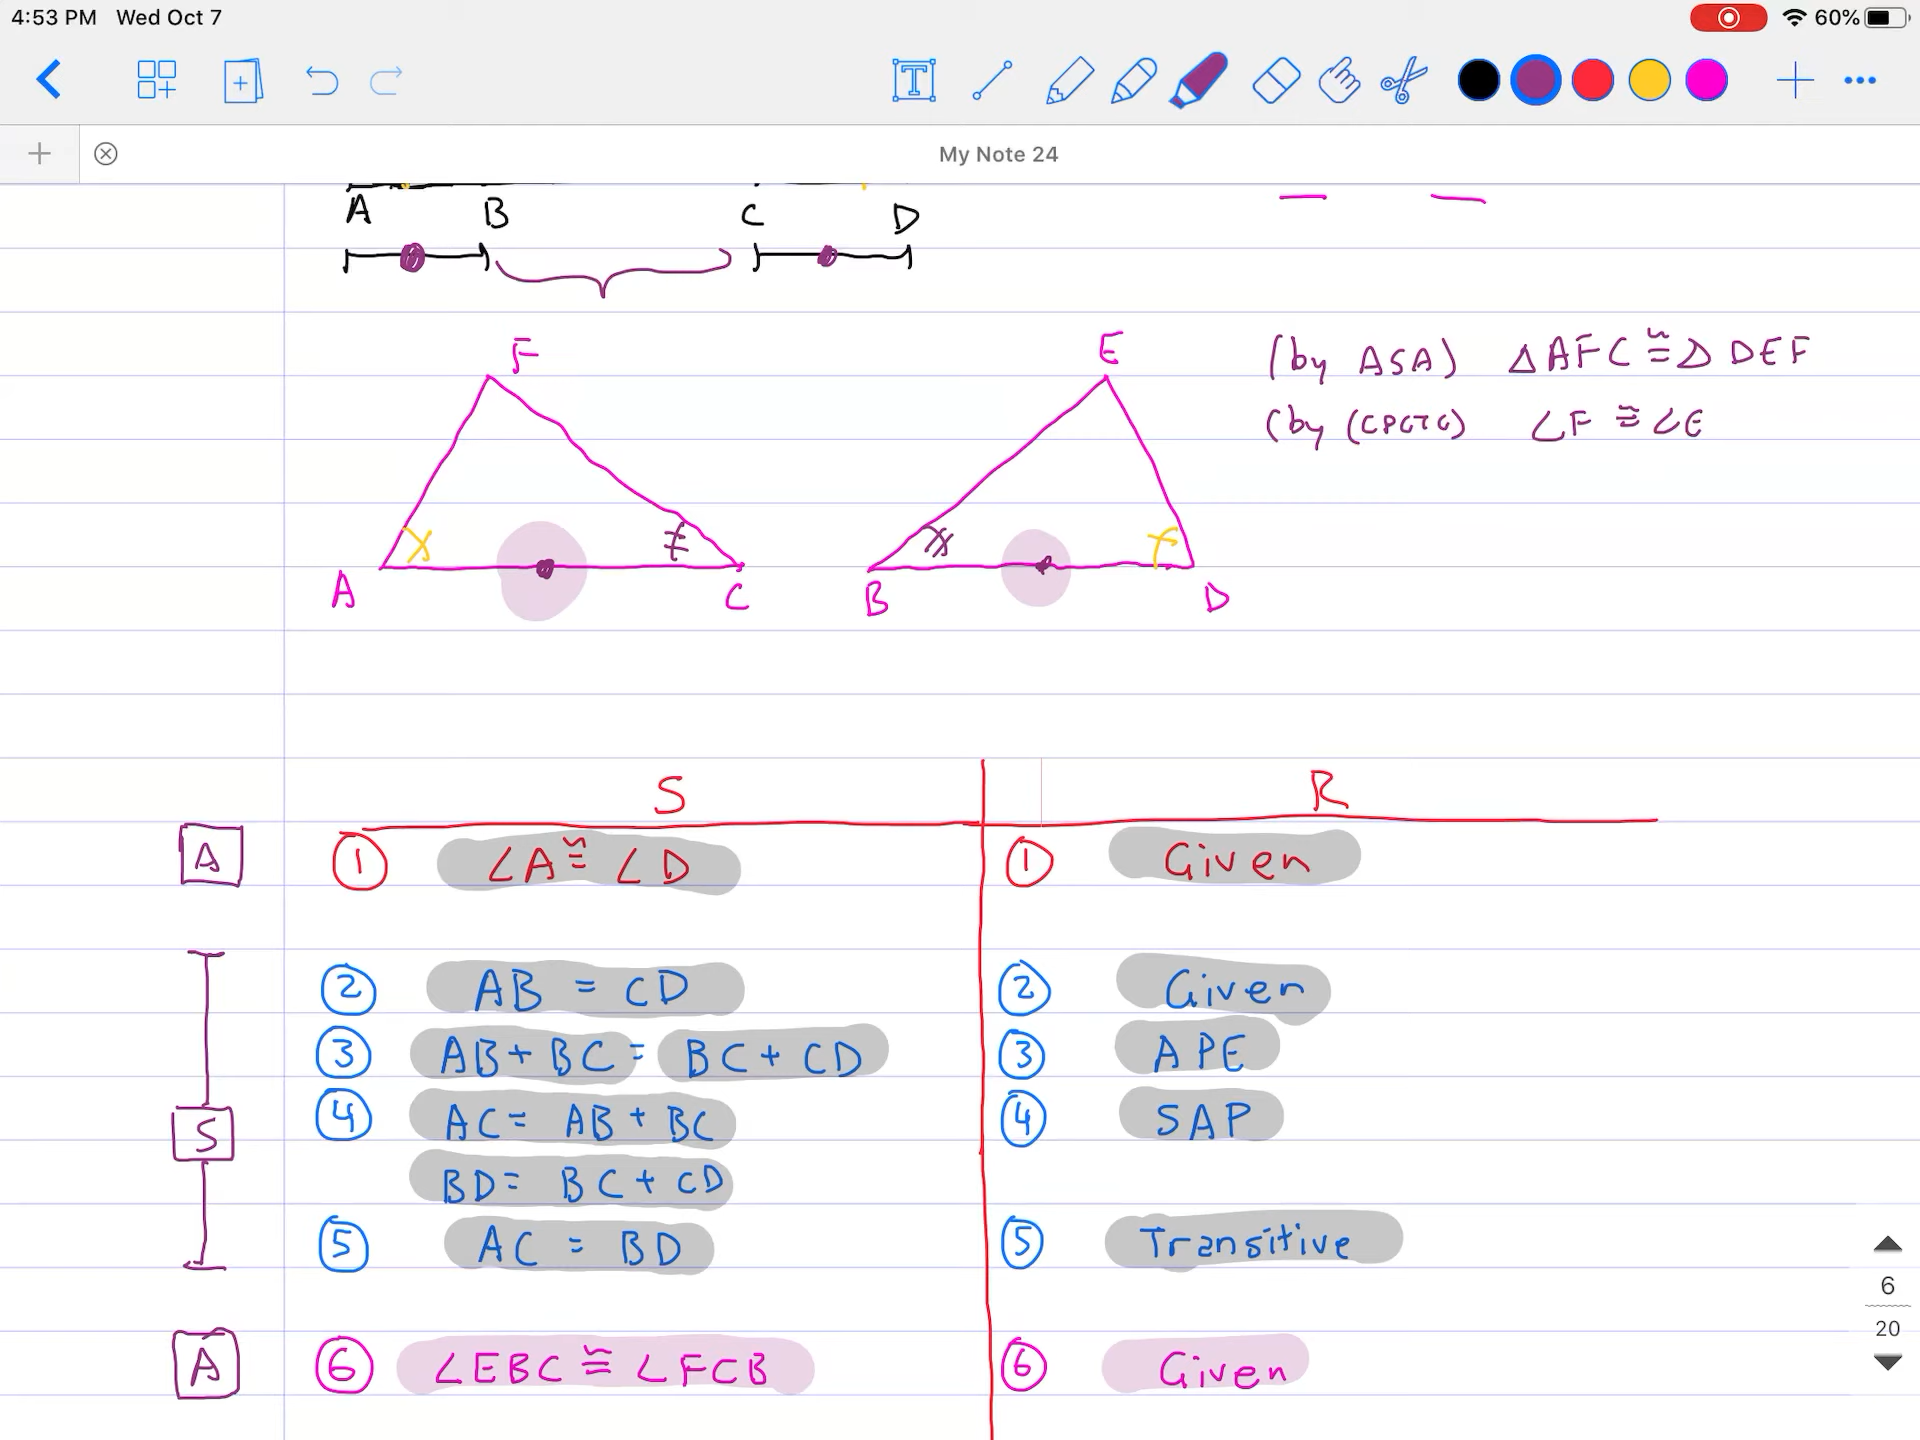 4:53 PM Wed Oct 7 60%
T
My Note 24
A B C D
F E (by ASA) △AFC ≅ △DEF
(by (CPCTC) ∠F ≅ ∠E
A C B D
S R
A ① ∠A ≅ ∠D ① Given
② AB = CD ② Given
③ AB + BC = BC + CD ③ APE
S ④ AC = AB + BC ④ SAP
BD = BC + CD
⑤ AC = BD ⑤ Transitive
6
20
A ⑥ ∠EBC ≅ ∠FCB ⑥ Given